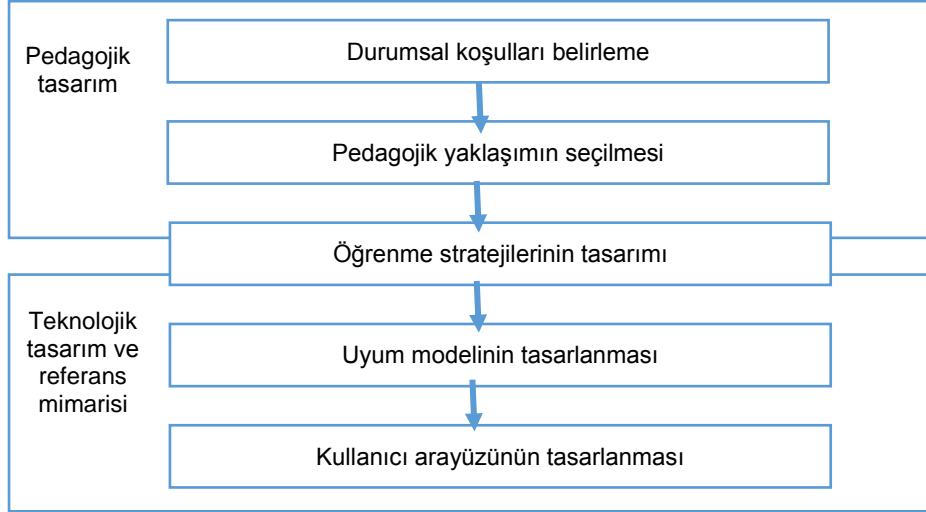 Pedagojik
tasarım
Durumsal koşulları belirleme
Pedagojik yaklaşımın seçilmesi
Öğrenme stratejilerinin tasarımı
Teknolojik
tasarım ve
referans
mimarisi
Uyum modelinin tasarlanması
Kullanıcı arayüzünün tasarlanması